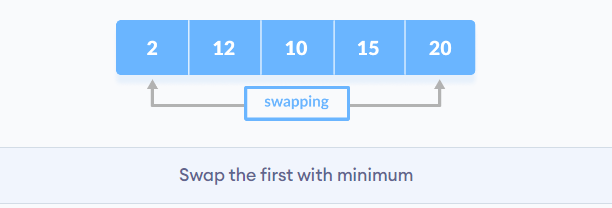 2 12 10 15 20
swapping
Swap the first with minimum